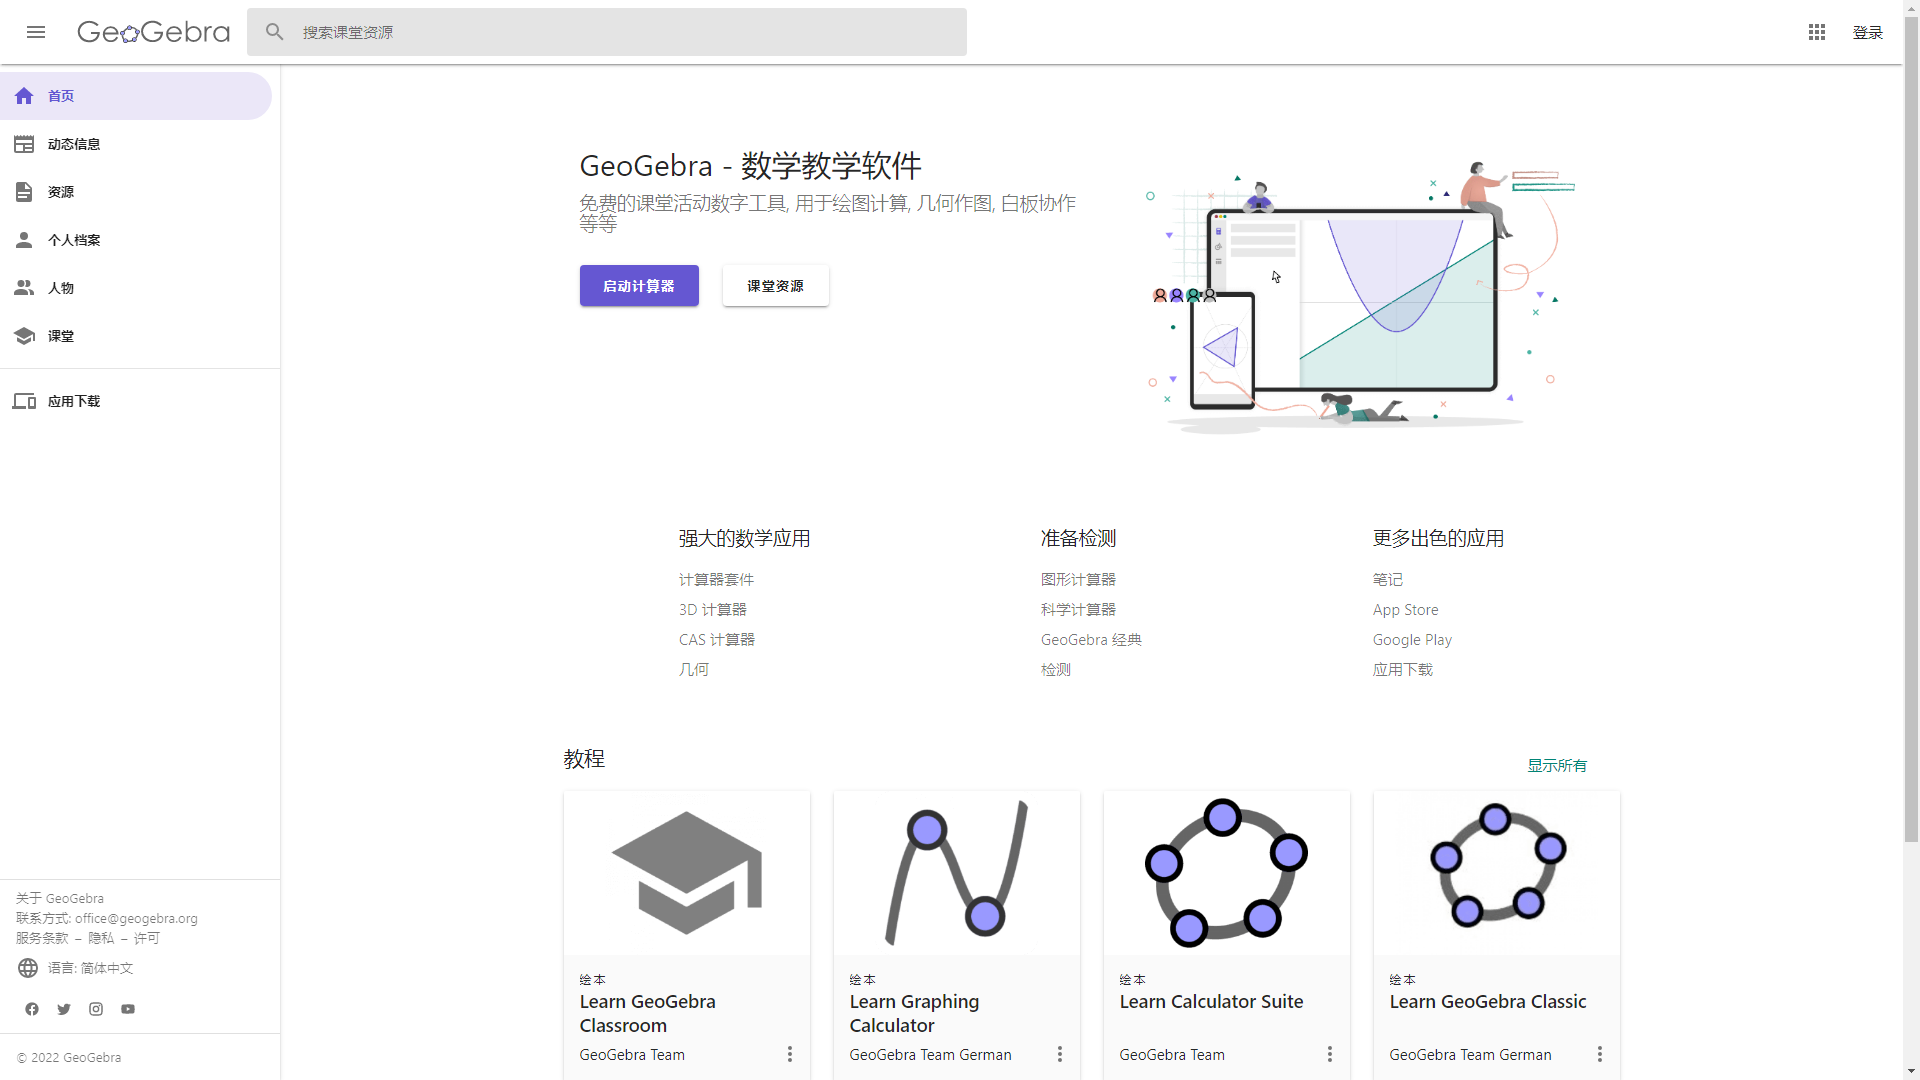 GeoGebra
搜索课堂资源
登录
首页
动态信息
资源
个人档案
人物
课堂
应用下载
GeoGebra - 数学教学软件
免费的课堂活动数字工具, 用于绘图计算, 几何作图, 白板协作
等等
启动计算器
课堂资源
强大的数学应用
计算器套件
3D 计算器
CAS 计算器
几何
准备检测
图形计算器
科学计算器
GeoGebra 经典
检测
更多出色的应用
笔记
App Store
Google Play
应用下载
教程
显示所有
绘本
Learn GeoGebra
Classroom
GeoGebra Team
绘本
Learn Graphing
Calculator
GeoGebra Team German
绘本
Learn Calculator Suite
GeoGebra Team
绘本
Learn GeoGebra Classic
GeoGebra Team German
关于 GeoGebra
联系方式: office@geogebra.org
服务条款 – 隐私 – 许可
语言: 简体中文
© 2022 GeoGebra